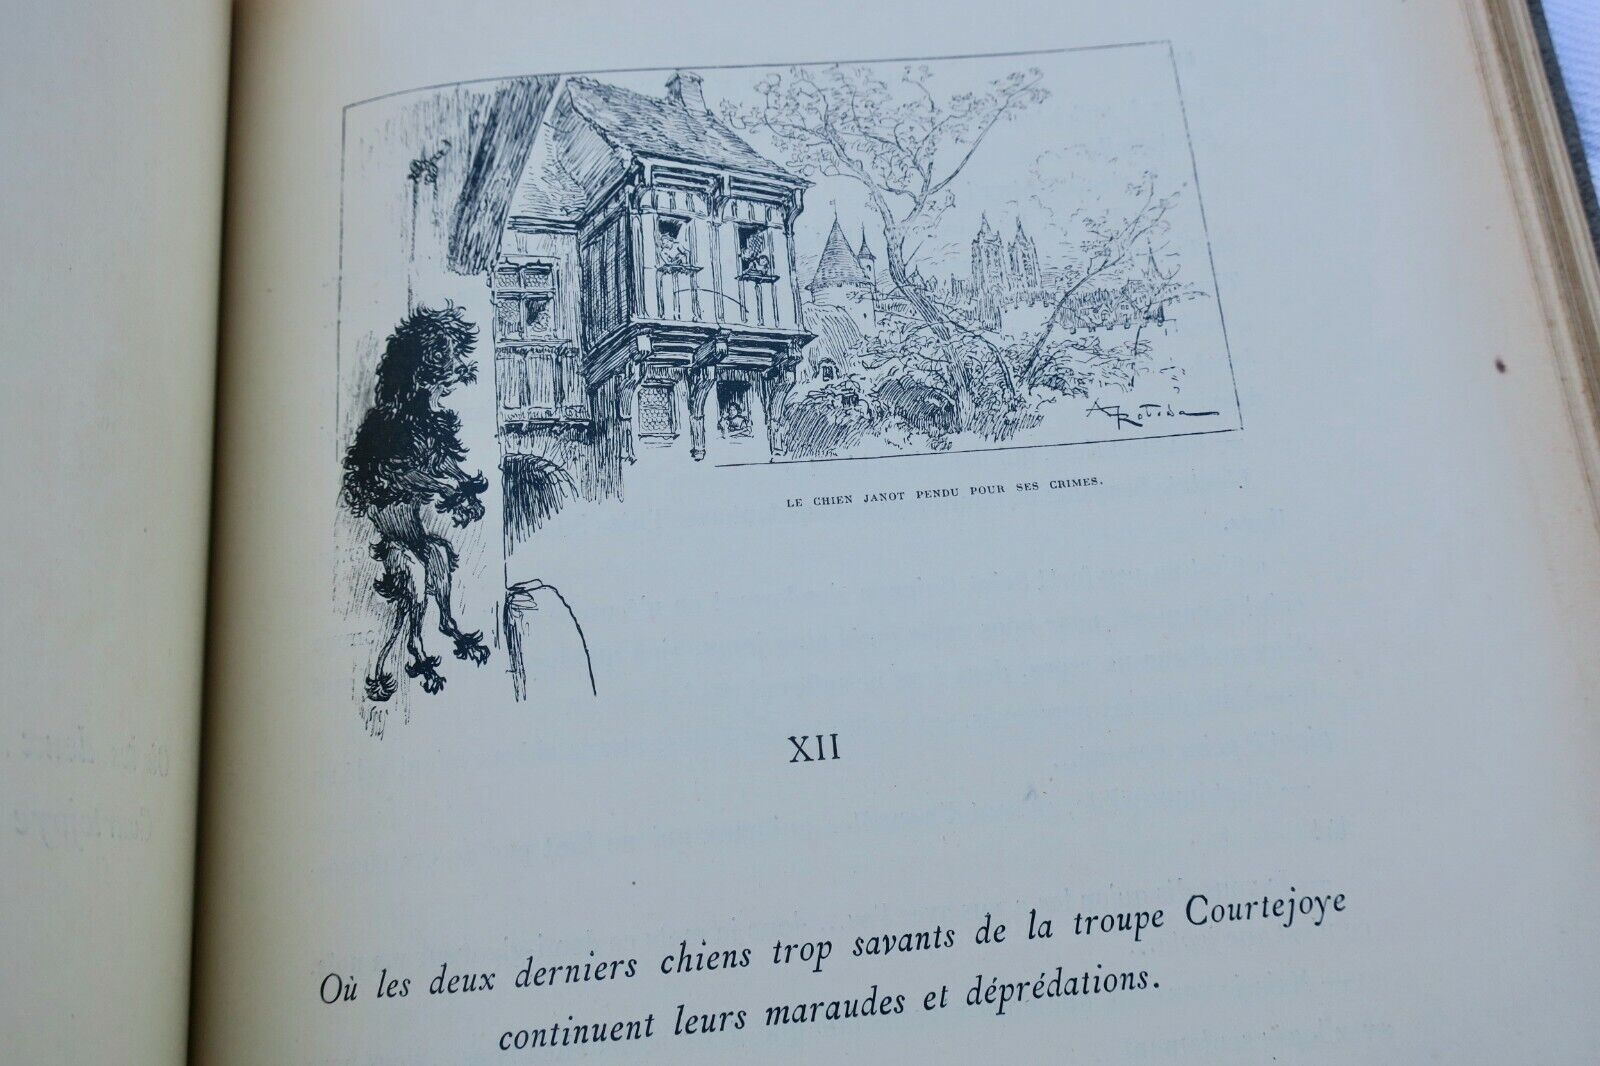 A Robida
LE CHIEN JANOT PENDU POUR SES CRIMES.
XII
Où les deux derniers chiens trop savants de la troupe Courtejoye
continuent leurs maraudes et déprédations.